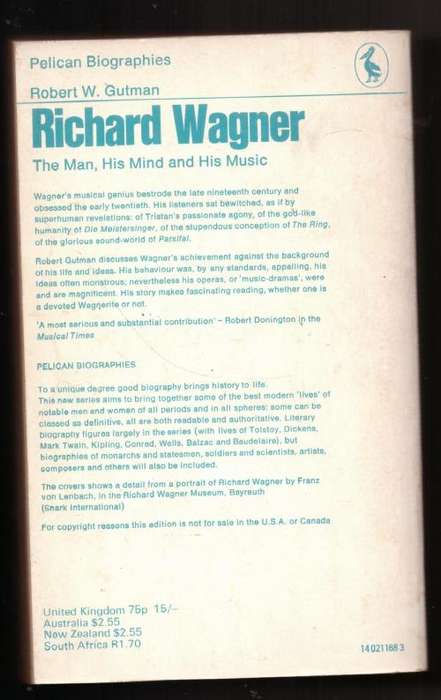 Pelican Biographies
Robert W. Gutman
Richard Wagner
The Man, His Mind and His Music
Wagner's musical genius bestrode the late nineteenth century and
obsessed the early twentieth. His listeners sat bewitched, as if by
superhuman revelations: of Tristan's passionate agony, of the god-like
humanity of Die Meistersinger, of the stupendous conception of The Ring,
of the glorious sound-world of Parsifal.
Robert Gutman discusses Wagner's achievement against the background
of his life and ideas. His behaviour was, by any standards, appalling, his
ideas often monstrous; nevertheless his operas, or 'music-dramas', were
and are magnificent. His story makes fascinating reading, whether one is
a devoted Wagnerite or not.
'A most serious and substantial contribution' – Robert Donington in the
Musical Times
PELICAN BIOGRAPHIES
To a unique degree good biography brings history to life.
This new series aims to bring together some of the best modern 'lives' of
notable men and women of all periods and in all spheres: some can be
classed as definitive, all are both readable and authoritative. Literary
biography figures largely in the series (with lives of Tolstoy, Dickens,
Mark Twain, Kipling, Conrad, Wells, Balzac and Baudelaire), but
biographies of monarchs and statesmen, soldiers and scientists, artists,
composers and others will also be included.
The covers shows a detail from a portrait of Richard Wagner by Franz
von Lenbach, in the Richard Wagner Museum, Bayreuth
(Snark International)
For copyright reasons this edition is not for sale in the U.S.A. or Canada
United Kingdom 75p 15/–
Australia $2.55
New Zealand $2.55
South Africa R1.70
14 021168 3